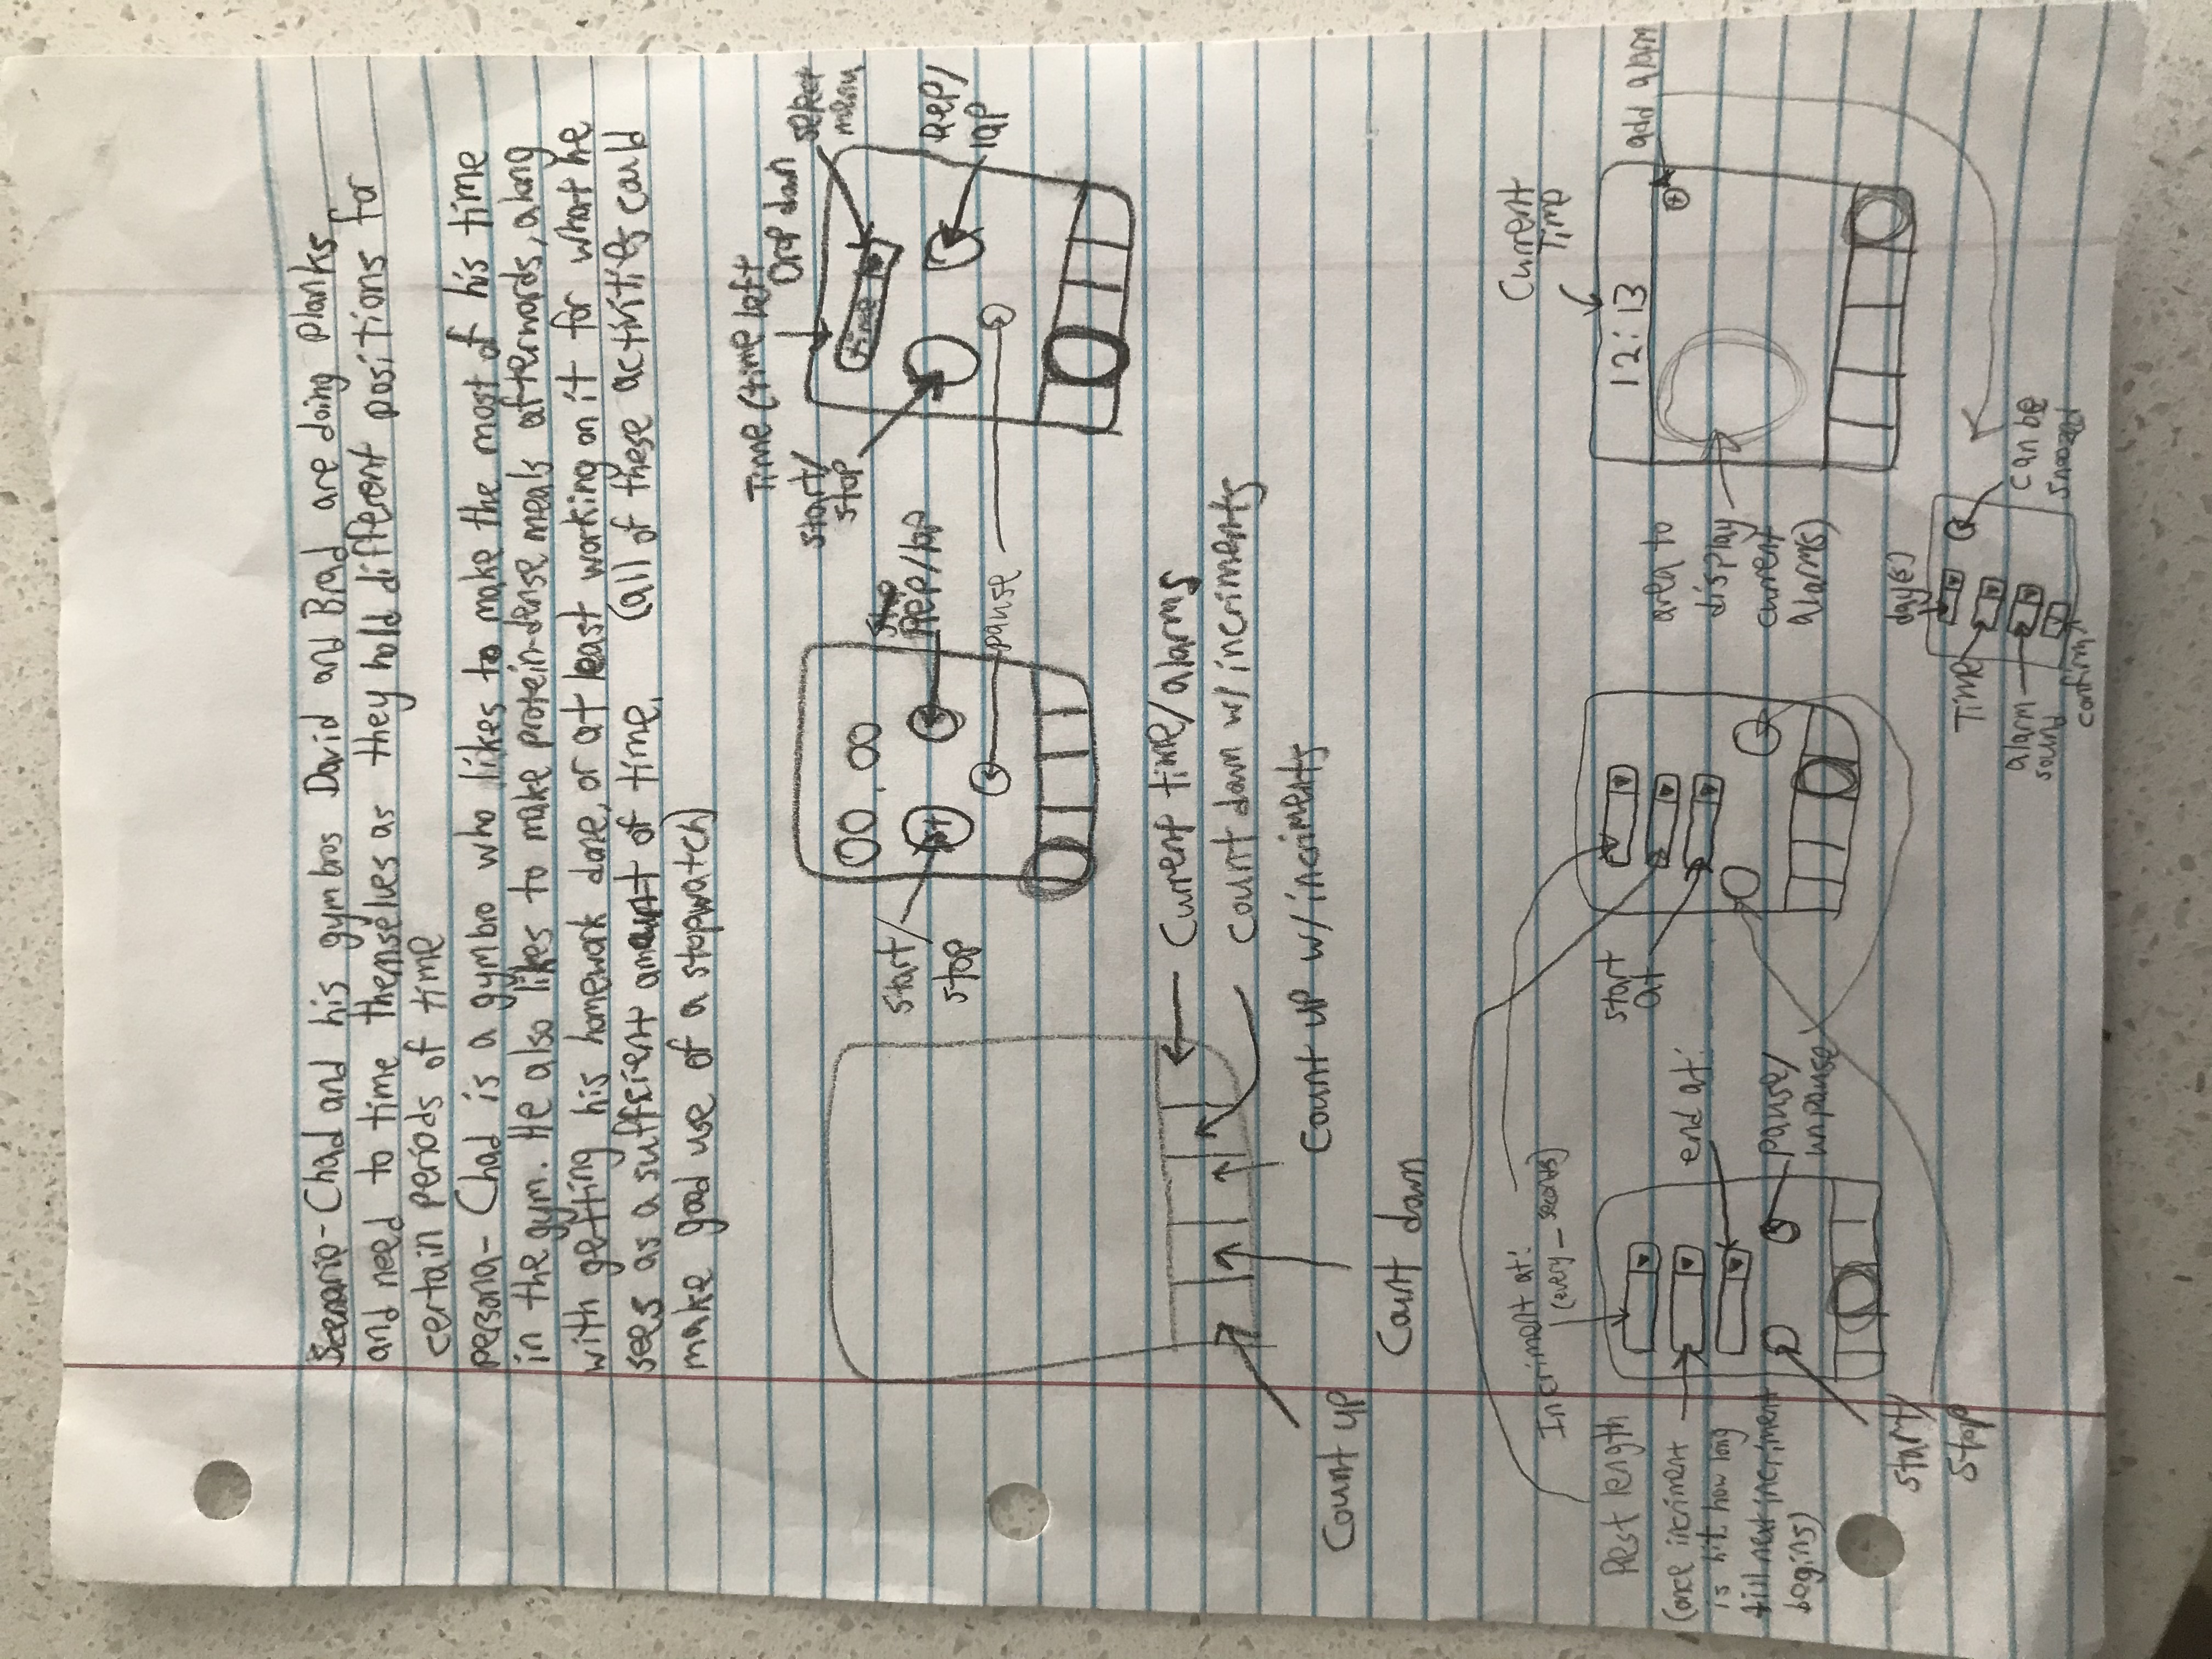 Scenario- Chad and his gymbros David and Brad are doing planks
and need to time themselves as they hold different positions for
certain periods of time
persona- Chad is a gymbro who likes to make the most of his time
in the gym. He also likes to make protein-dense meals afterwards, along
with getting his homework done, or at least working on it for what he
sees as a sufficient amount of time. (all of these activities could
make good use of a stopwatch)
Time (time left
Drop down
select
menu
start/
stop
time
00.00
start/
stop
st
Rep/lap
Rep/
lap
pause
Current time/alarms
Count down w/ incriments
Count up w/ incriments
Count up
Count down
Incriment at:
(every _ seconds)
Current
Time
Rest length
(once incriment
is hit how long
till next incriment
begins)
end at:
pause/
unpause
start/
stop
start
at
12:13
add alarm
area to
display
current
alarm(s)
day(s)
Time
alarm
sound
confirm
can be
snoozed